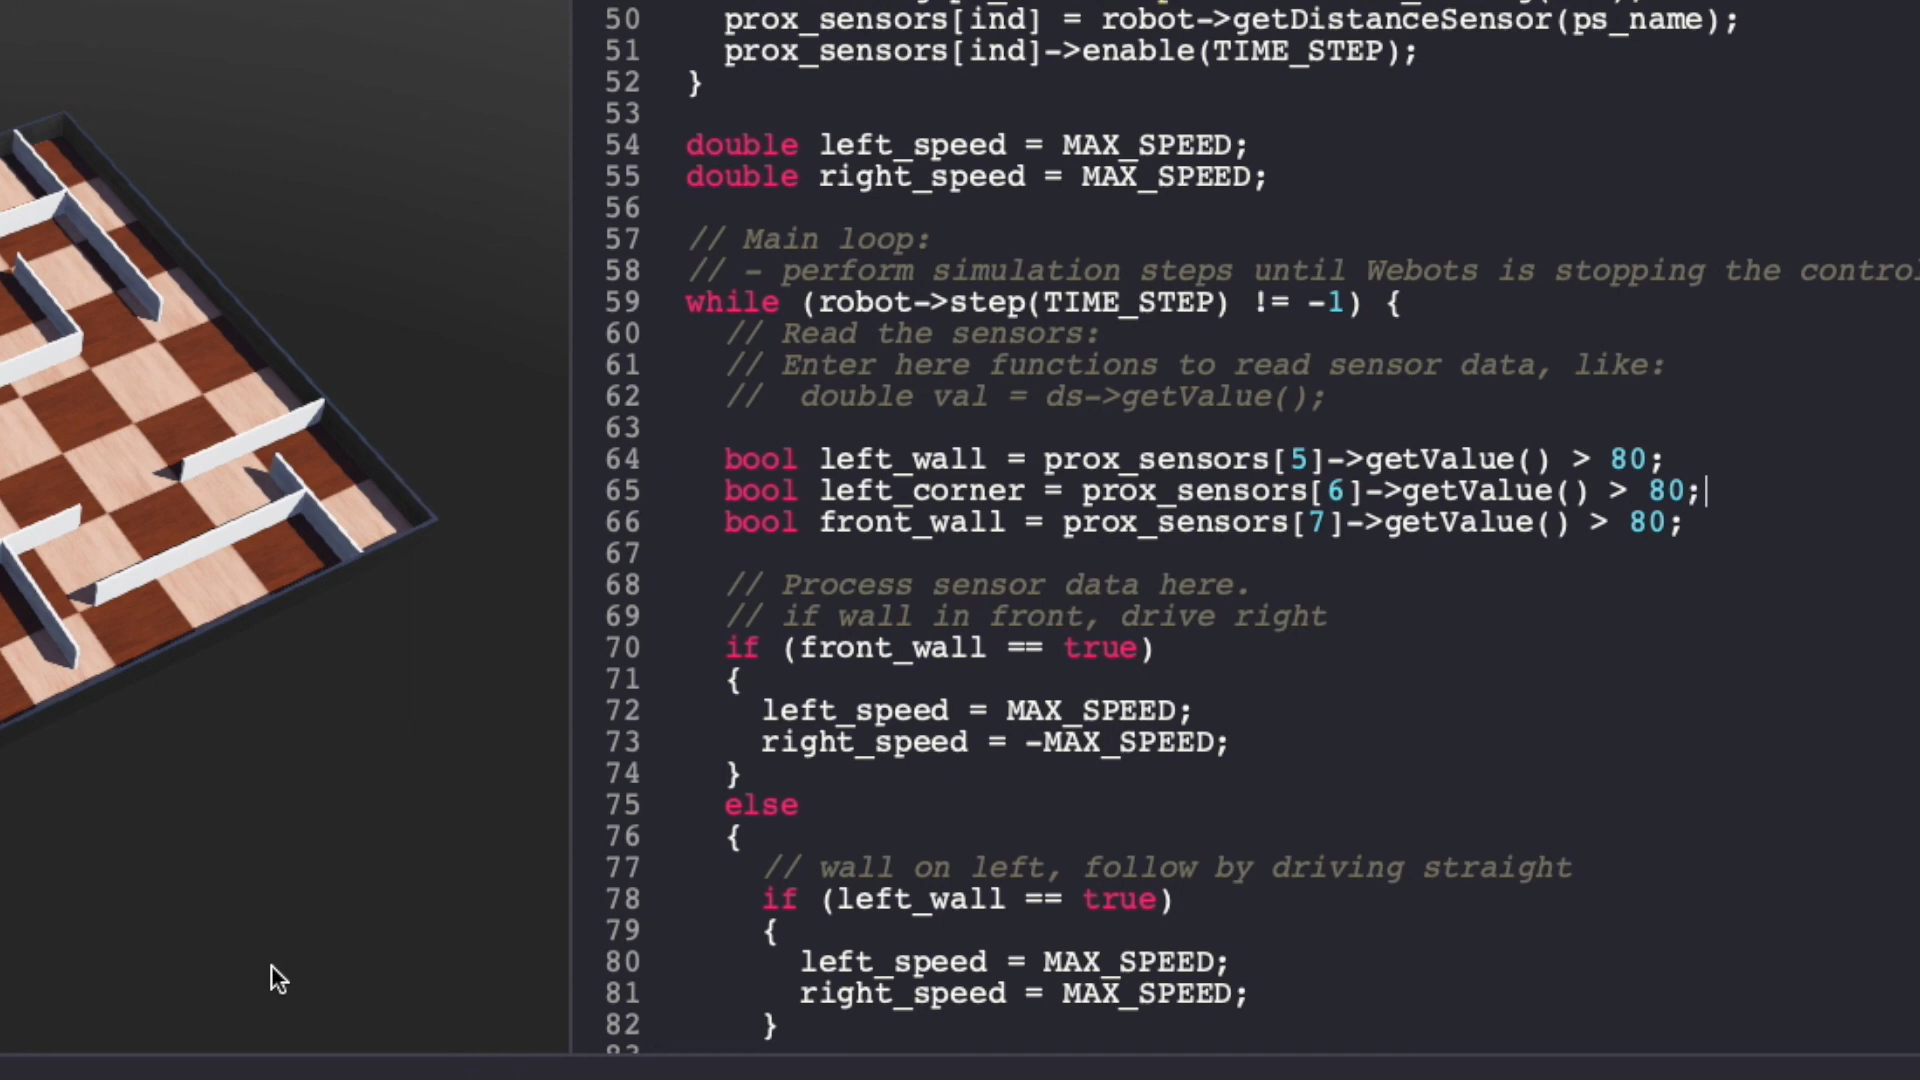 50 prox_sensors[ind] = robot->getDistanceSensor(ps_name);
51 prox_sensors[ind]->enable(TIME_STEP);
52 }
53
54 double left_speed = MAX_SPEED;
55 double right_speed = MAX_SPEED;
56
57 // Main loop:
58 // - perform simulation steps until Webots is stopping the control
59 while (robot->step(TIME_STEP) != -1) {
60 // Read the sensors:
61 // Enter here functions to read sensor data, like:
62 //  double val = ds->getValue();
63
64 bool left_wall = prox_sensors[5]->getValue() > 80;
65 bool left_corner = prox_sensors[6]->getValue() > 80;
66 bool front_wall = prox_sensors[7]->getValue() > 80;
67
68 // Process sensor data here.
69 // if wall in front, drive right
70 if (front_wall == true)
71 {
72 left_speed = MAX_SPEED;
73 right_speed = -MAX_SPEED;
74 }
75 else
76 {
77 // wall on left, follow by driving straight
78 if (left_wall == true)
79 {
80 left_speed = MAX_SPEED;
81 right_speed = MAX_SPEED;
82 }